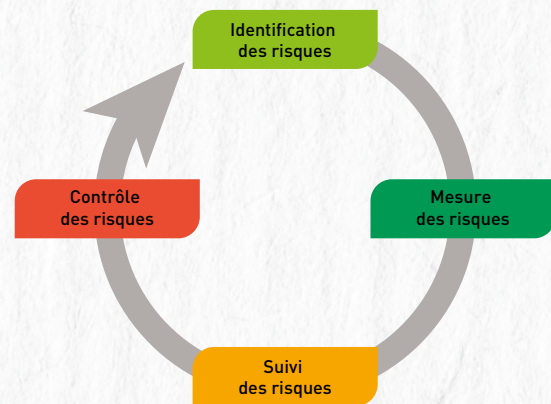 Identification
des risques
Mesure
des risques
Suivi
des risques
Contrôle
des risques